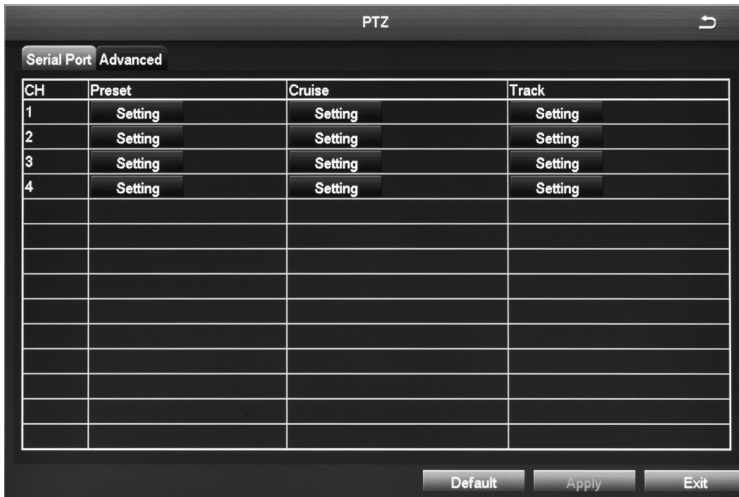 PTZ
Serial Port Advanced
CH Preset Cruise Track
1 Setting Setting Setting
2 Setting Setting Setting
3 Setting Setting Setting
4 Setting Setting Setting
Default Apply Exit